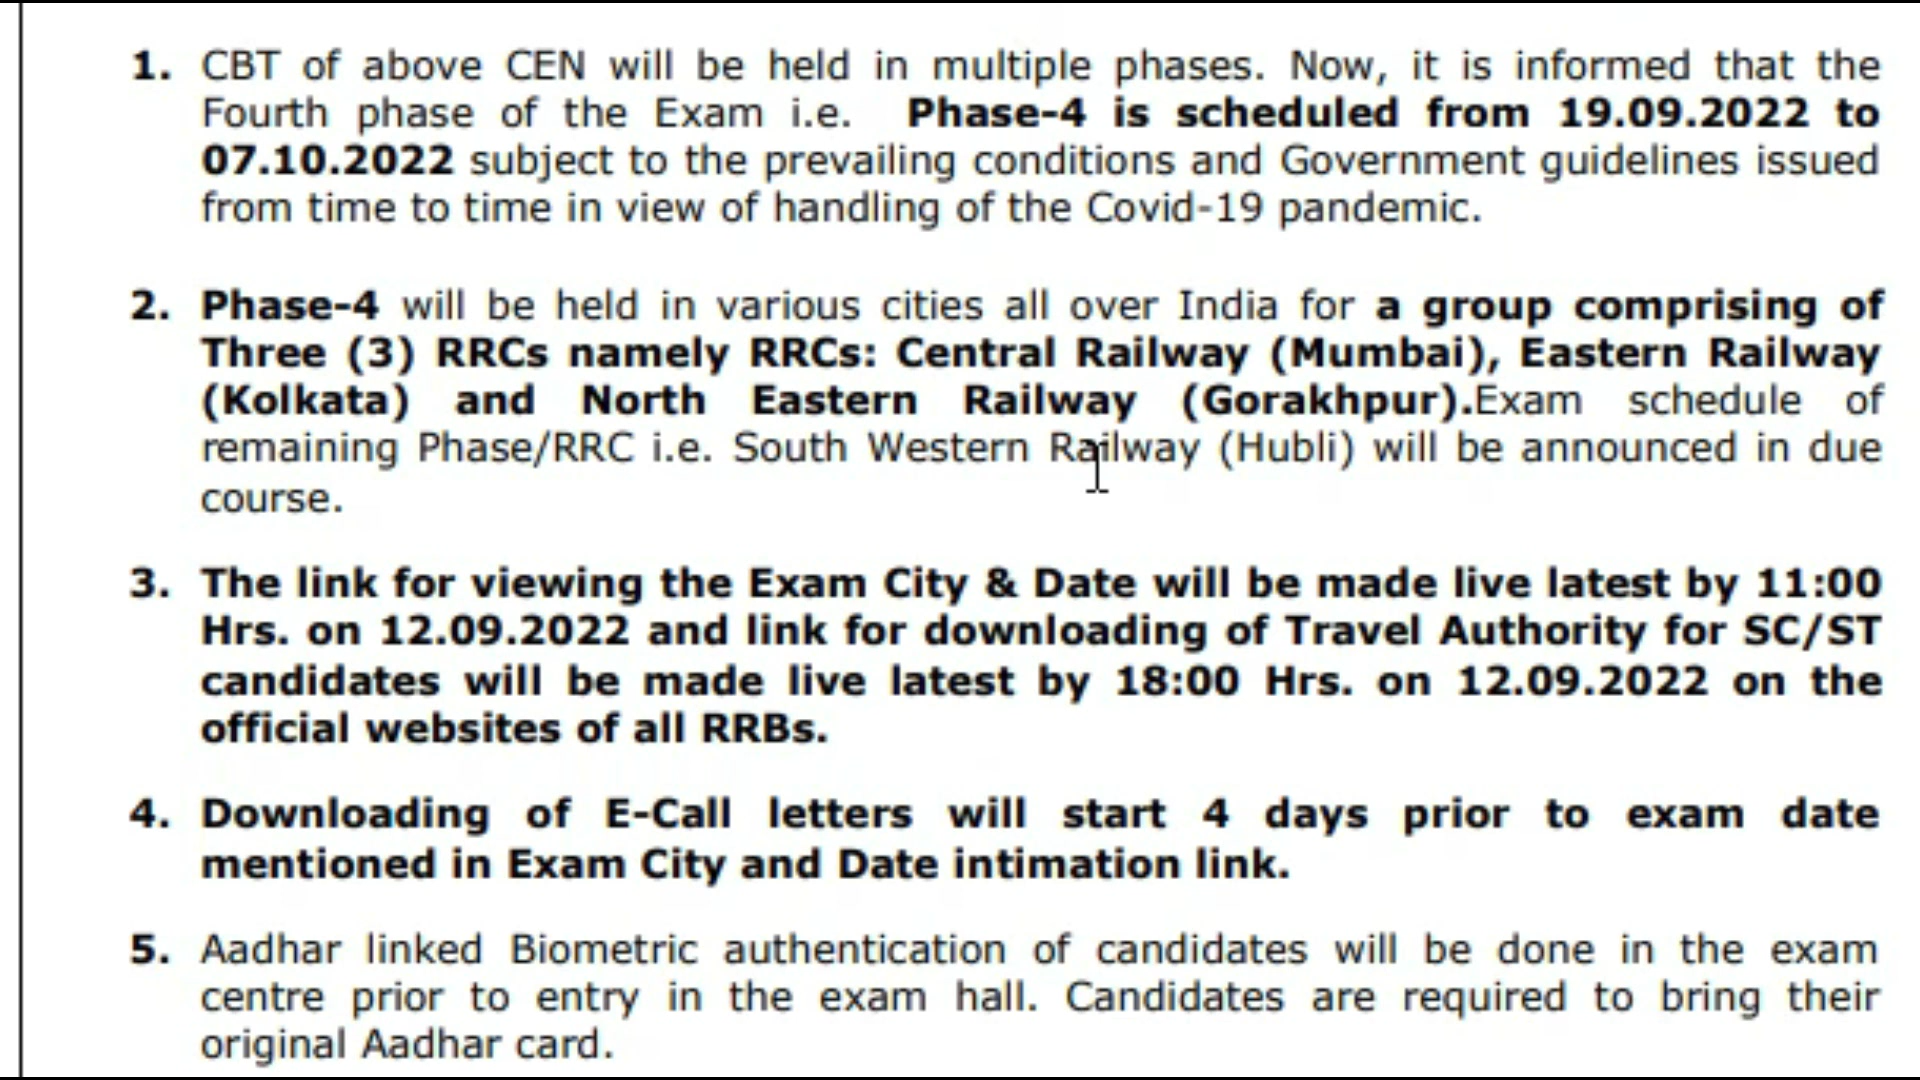 1. CBT of above CEN will be held in multiple phases. Now, it is informed that the
Fourth phase of the Exam i.e. Phase-4 is scheduled from 19.09.2022 to
07.10.2022 subject to the prevailing conditions and Government guidelines issued
from time to time in view of handling of the Covid-19 pandemic.
2. Phase-4 will be held in various cities all over India for a group comprising of
Three (3) RRCs namely RRCs: Central Railway (Mumbai), Eastern Railway
(Kolkata) and North Eastern Railway (Gorakhpur).Exam schedule of
remaining Phase/RRC i.e. South Western Railway (Hubli) will be announced in due
course.
3. The link for viewing the Exam City & Date will be made live latest by 11:00
Hrs. on 12.09.2022 and link for downloading of Travel Authority for SC/ST
candidates will be made live latest by 18:00 Hrs. on 12.09.2022 on the
official websites of all RRBs.
4. Downloading of E-Call letters will start 4 days prior to exam date
mentioned in Exam City and Date intimation link.
5. Aadhar linked Biometric authentication of candidates will be done in the exam
centre prior to entry in the exam hall. Candidates are required to bring their
original Aadhar card.